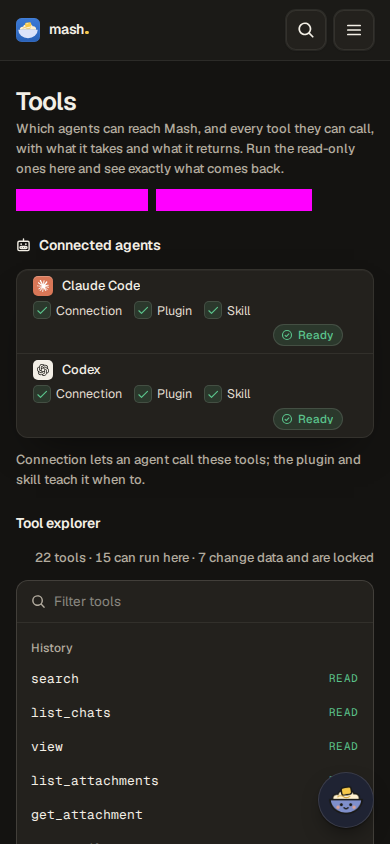 mash.
Tools
Which agents can reach Mash, and every tool they can call,
with what it takes and what it returns. Run the read-only
ones here and see exactly what comes back.
Connected agents
Claude Code
Connection Plugin Skill
Ready
Codex
Connection Plugin Skill
Ready
Connection lets an agent call these tools; the plugin and
skill teach it when to.
Tool explorer
22 tools · 15 can run here · 7 change data and are locked
Filter tools
History
search READ
list_chats READ
view READ
list_attachments
get_attachment